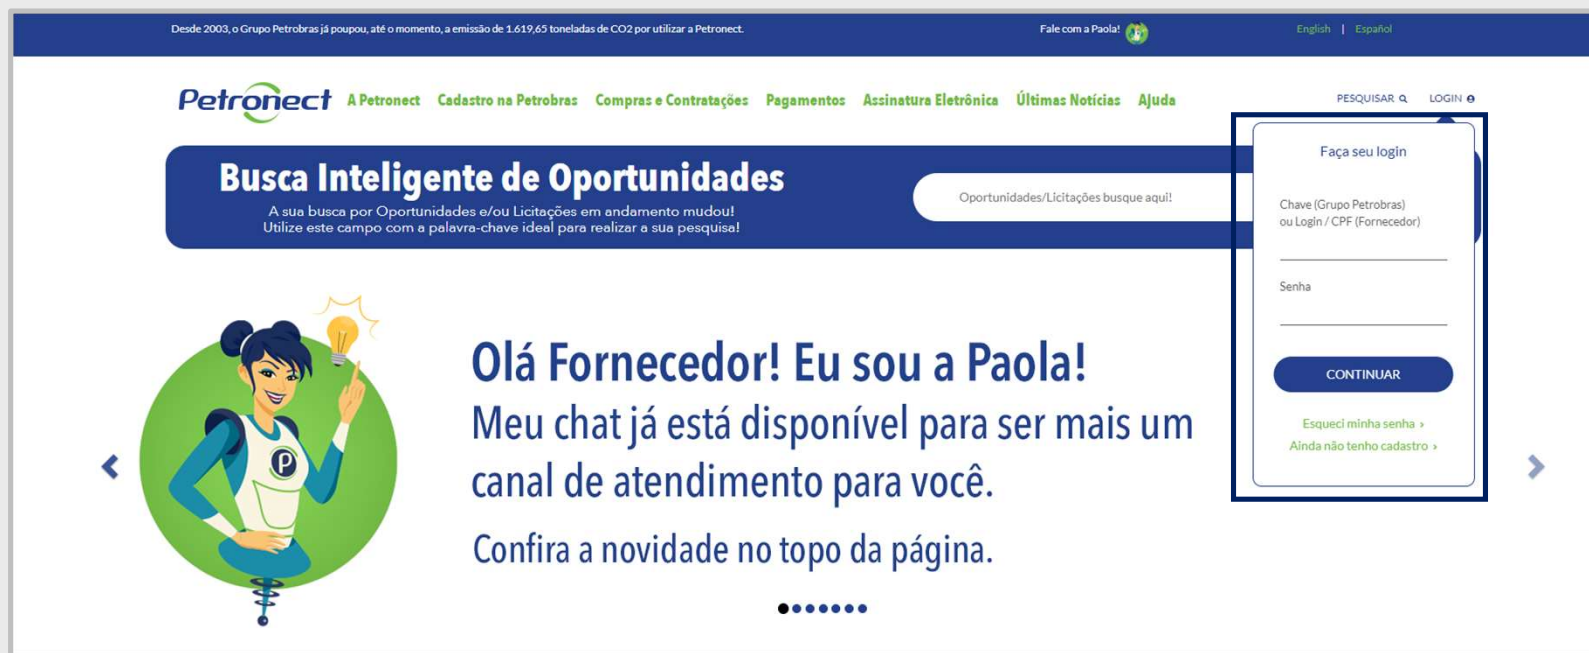 Desde 2003, o Grupo Petrobras já poupou, até o momento, a emissão de 1.619,65 toneladas de CO2 por utilizar a Petronect.
Fale com a Paola!
English | Español
Petronect
A Petronect Cadastro na Petrobras Compras e Contratações Pagamentos Assinatura Eletrônica Últimas Notícias Ajuda
PESQUISAR LOGIN
Busca Inteligente de Oportunidades
A sua busca por Oportunidades e/ou Licitações em andamento mudou!
Utilize este campo com a palavra-chave ideal para realizar a sua pesquisa!
Oportunidades/Licitações busque aqui!
Faça seu login
Chave (Grupo Petrobras)
ou Login / CPF (Fornecedor)
Senha
CONTINUAR
Esqueci minha senha ›
Ainda não tenho cadastro ›
P
Olá Fornecedor! Eu sou a Paola!
Meu chat já está disponível para ser mais um
canal de atendimento para você.
Confira a novidade no topo da página.